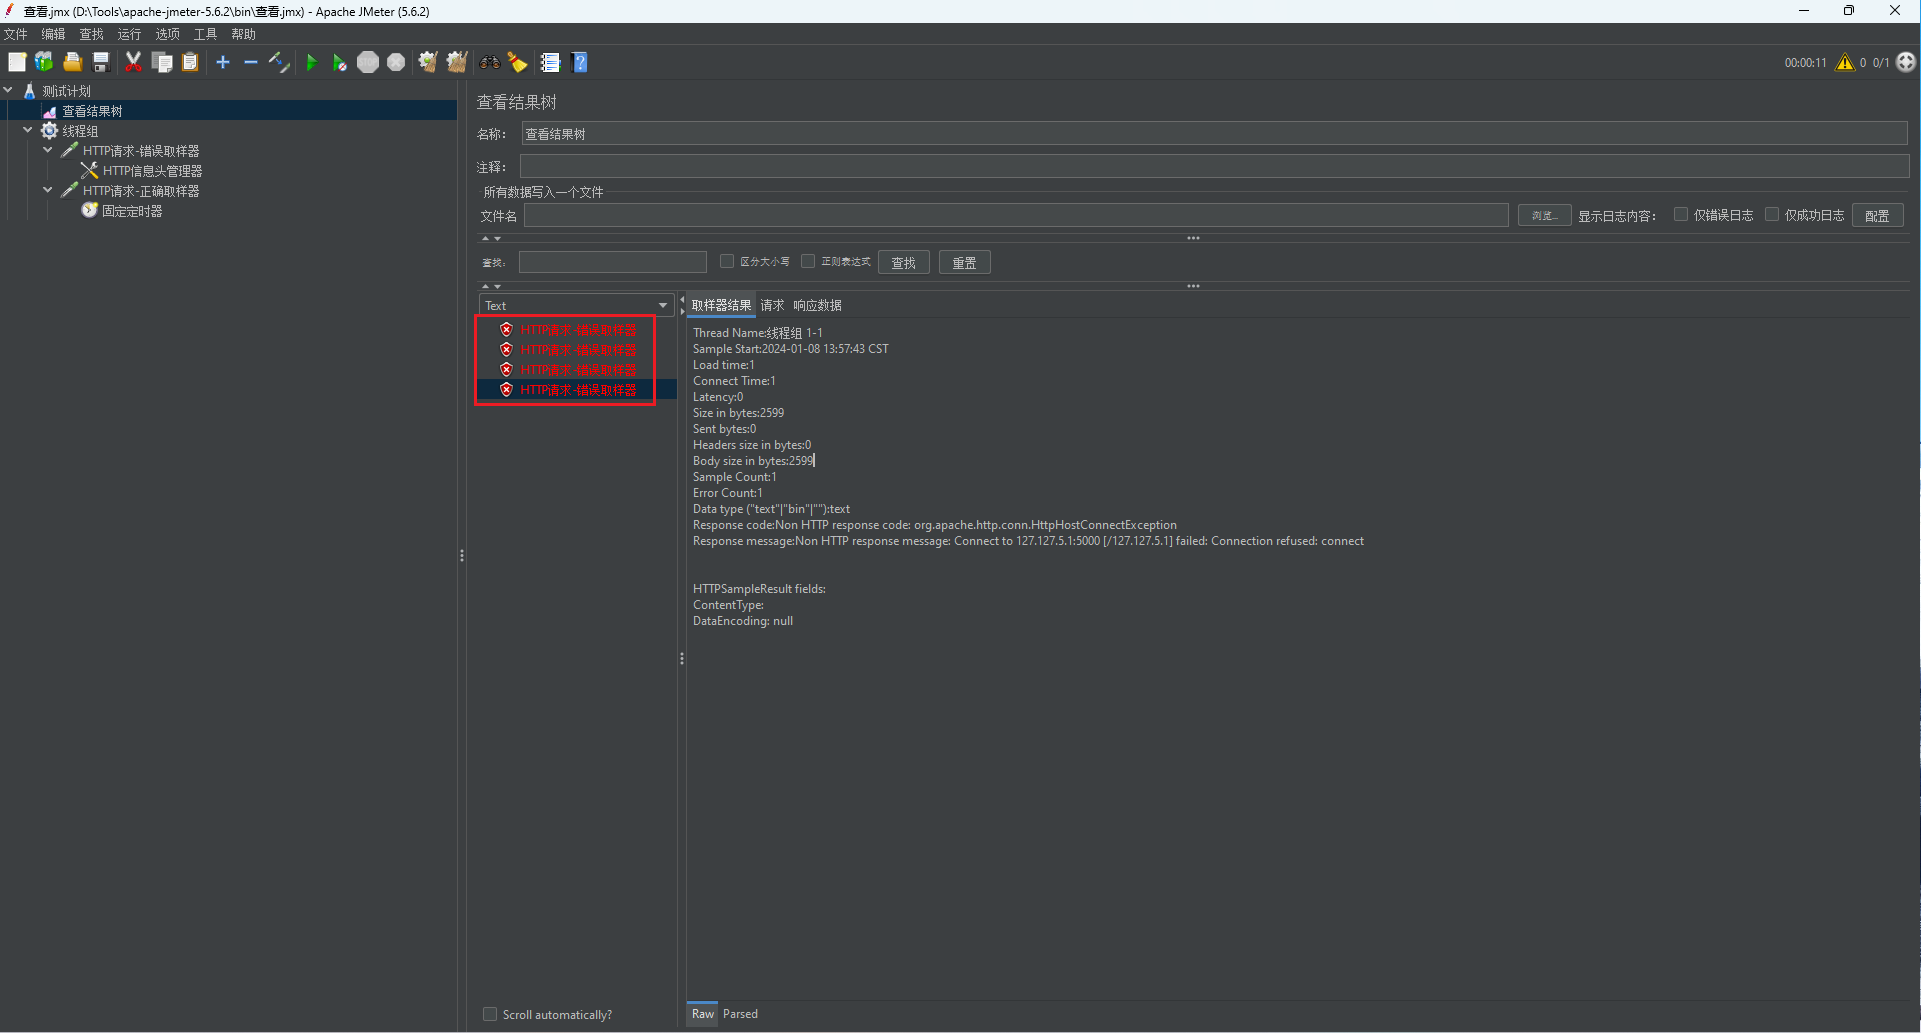 查看.jmx (D:\Tools\apache-jmeter-5.6.2\bin\查看.jmx) - Apache JMeter (5.6.2)
文件 编辑 查找 运行 选项 工具 帮助
STOP
00:00:11 0 0/1
测试计划
查看结果树
线程组
HTTP请求-错误取样器
HTTP信息头管理器
HTTP请求-正确取样器
固定定时器
查看结果树
名称: 查看结果树
注释:
所有数据写入一个文件
文件名 浏览... 显示日志内容: 仅错误日志 仅成功日志 配置
查找: 区分大小写 正则表达式 查找 重置
Text
HTTP请求-错误取样器
HTTP请求-错误取样器
HTTP请求-错误取样器
HTTP请求-错误取样器
Scroll automatically?
取样器结果 请求 响应数据
Thread Name:线程组 1-1
Sample Start:2024-01-08 13:57:43 CST
Load time:1
Connect Time:1
Latency:0
Size in bytes:2599
Sent bytes:0
Headers size in bytes:0
Body size in bytes:2599
Sample Count:1
Error Count:1
Data type ("text"|"bin"|""):text
Response code:Non HTTP response code: org.apache.http.conn.HttpHostConnectException
Response message:Non HTTP response message: Connect to 127.127.5.1:5000 [/127.127.5.1] failed: Connection refused: connect
HTTPSampleResult fields:
ContentType:
DataEncoding: null
Raw Parsed